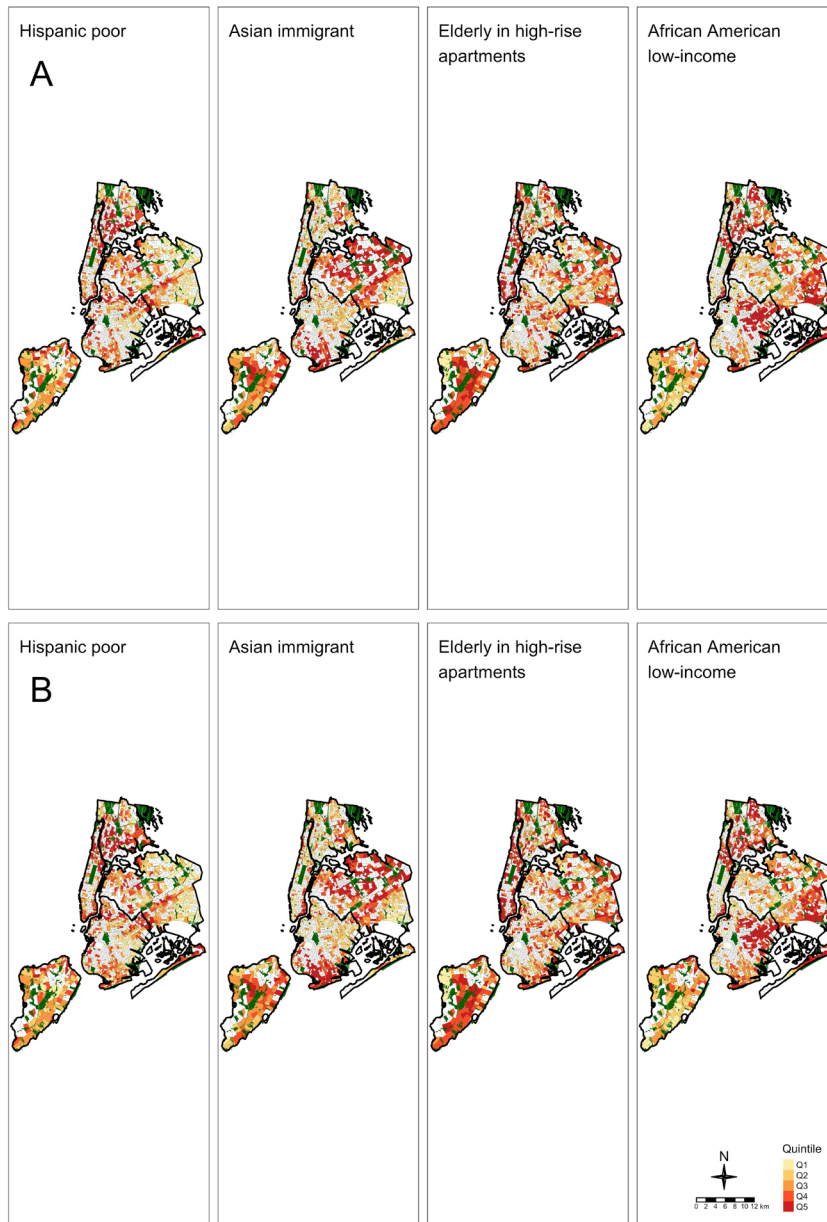 Hispanic poor
Asian immigrant
Elderly in high-rise
apartments
African American
low-income
A
Hispanic poor
Asian immigrant
Elderly in high-rise
apartments
African American
low-income
B
N
0 2 4 6 8 10 12 km
Quintile
Q1
Q2
Q3
Q4
Q5